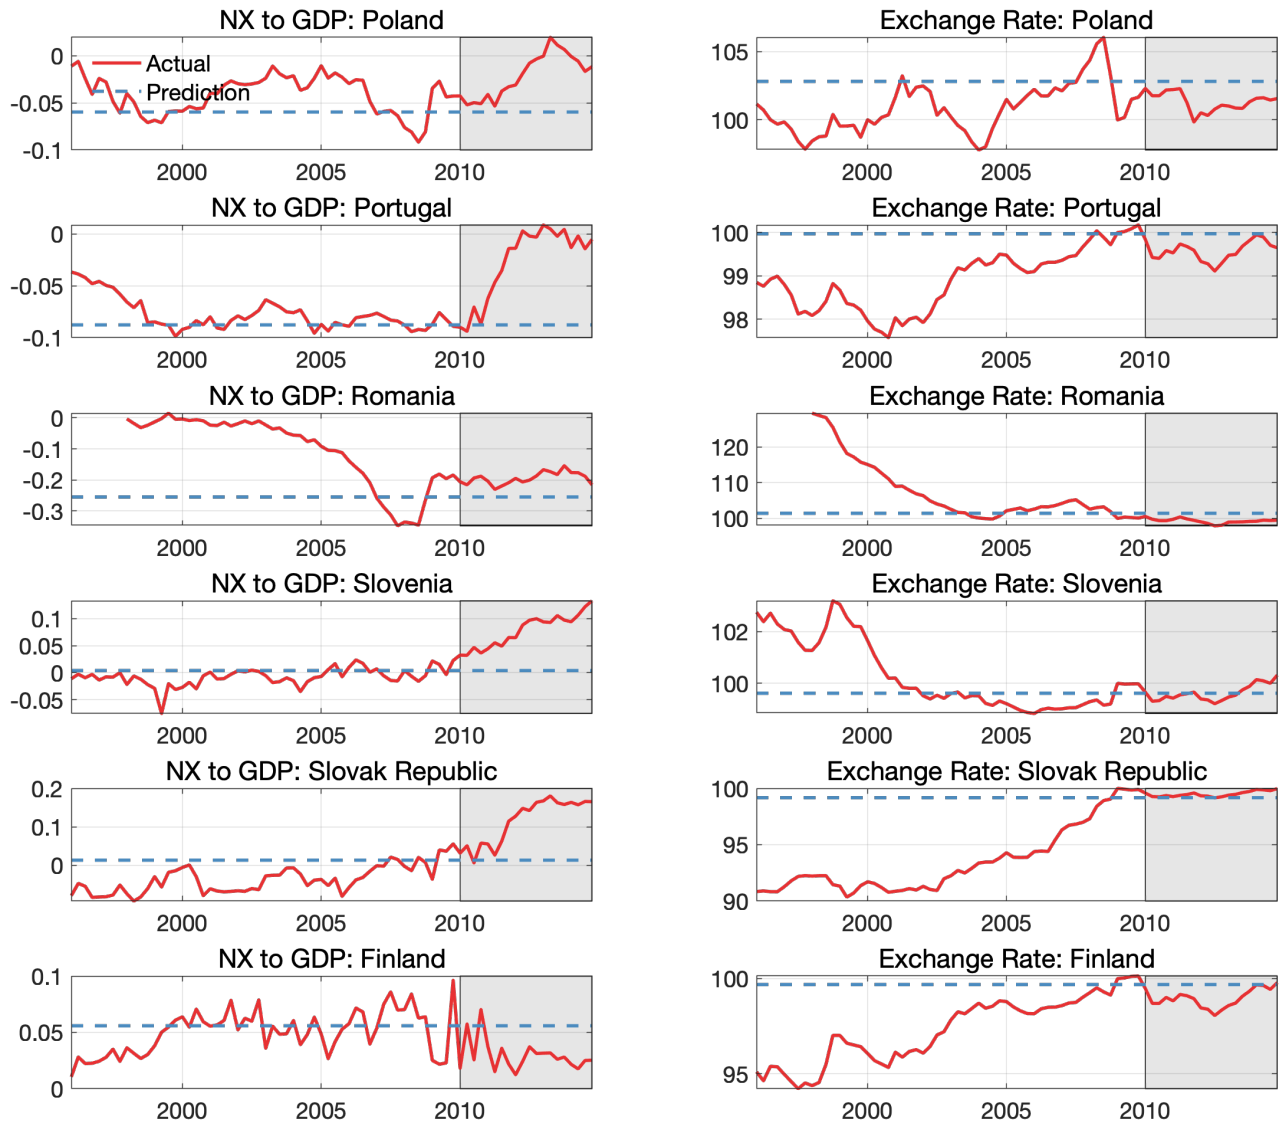 NX to GDP: Poland
0
-0.05
-0.1
Actual
Prediction
2000 2005 2010
Exchange Rate: Poland
105
100
2000 2005 2010
NX to GDP: Portugal
0
-0.05
-0.1
2000 2005 2010
Exchange Rate: Portugal
100
99
98
2000 2005 2010
NX to GDP: Romania
0
-0.1
-0.2
-0.3
2000 2005 2010
Exchange Rate: Romania
120
110
100
2000 2005 2010
NX to GDP: Slovenia
0.1
0.05
0
-0.05
2000 2005 2010
Exchange Rate: Slovenia
102
100
2000 2005 2010
NX to GDP: Slovak Republic
0.2
0.1
0
2000 2005 2010
Exchange Rate: Slovak Republic
100
95
90
2000 2005 2010
NX to GDP: Finland
0.1
0.05
0
2000 2005 2010
Exchange Rate: Finland
100
95
2000 2005 2010